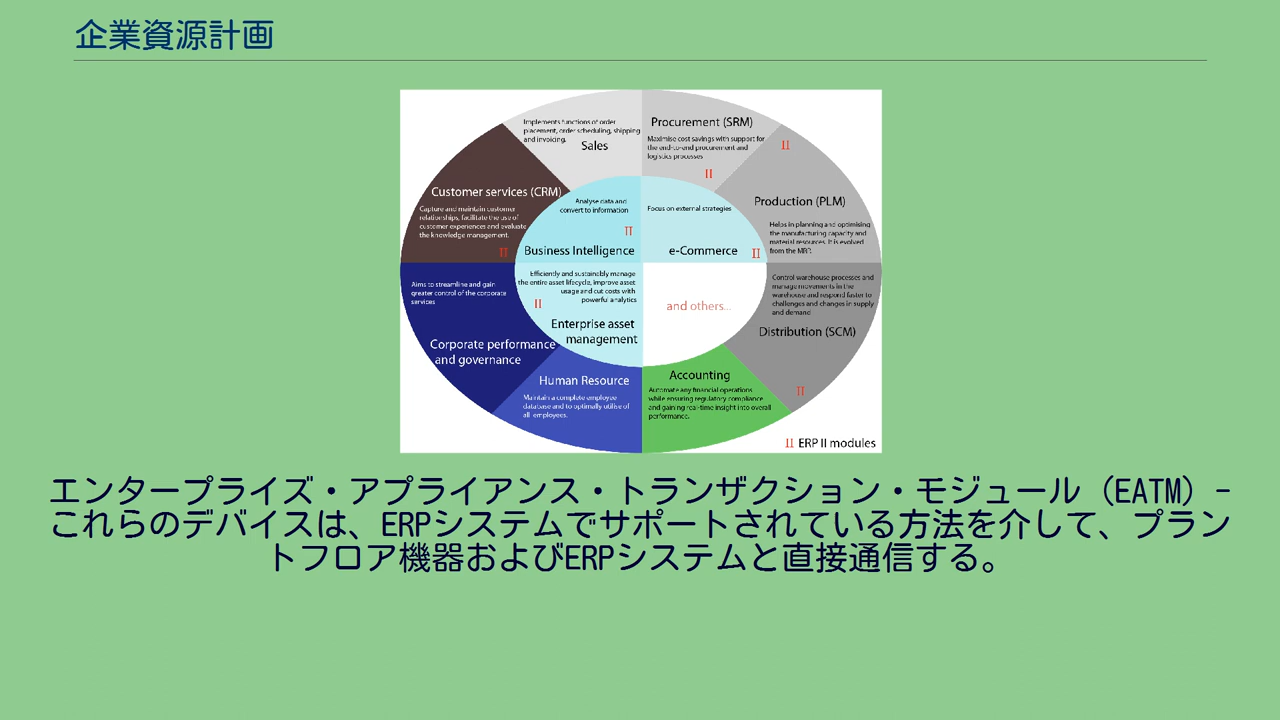 企業資源計画
Implements functions of order
placement, order scheduling, shipping
and invoicing.
Sales
Procurement (SRM)
Maximise cost savings with support for
the end-to-end procurement and
logistics processes
II
II
Customer services (CRM)
Capture and maintain customer
relationships, facilitate the use of
customer experiences and evaluate
the knowledge management.
II
Analyse data and
convert to information
II
Business Intelligence
Focus on external strategies
e-Commerce
II
Production (PLM)
Helps in planning and optimising
the manufacturing capacity and
material resources. It is evolved
from the MRP.
Aims to streamline and gain
greater control of the corporate
services
Corporate performance
and governance
Efficiently and sustainably manage
the entire asset lifecycle, improve asset
usage and cut costs with
powerful analytics
II
Enterprise asset
management
and others...
Control warehouse processes and
manage movements in the
warehouse and respond faster to
challenges and changes in supply
and demand
Distribution (SCM)
II
Human Resource
Maintain a complete employee
database and to optimally utilise of
all employees.
Accounting
Automate any financial operations
while ensuring regulatory compliance
and gaining real-time insight into overall
performance.
II ERP II modules
エンタープライズ・アプライアンス・トランザクション・モジュール（EATM）-
これらのデバイスは、ERPシステムでサポートされている方法を介して、プラン
トフロア機器およびERPシステムと直接通信する。